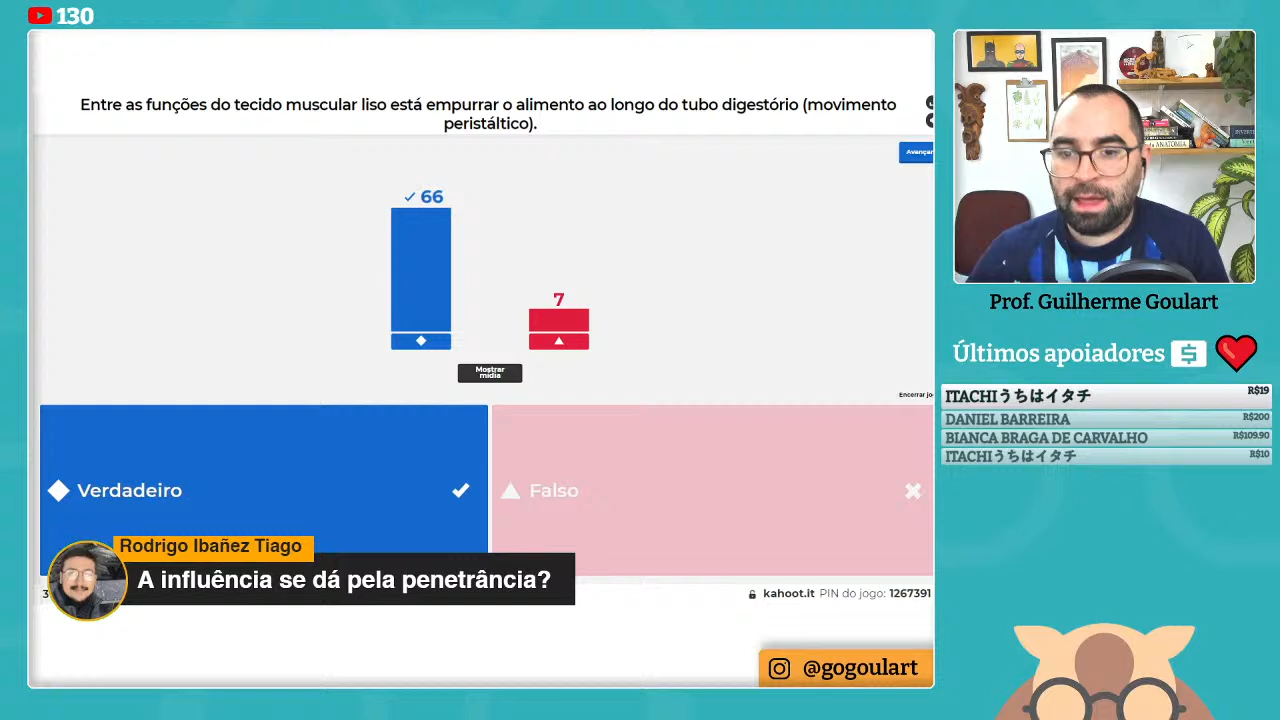 130
Entre as funções do tecido muscular liso está empurrar o alimento ao longo do tubo digestório (movimento
peristáltico).
Avançar
66
7
Mostrar
mídia
Encerrar jo
Verdadeiro
Falso
Rodrigo Ibañez Tiago
A influência se dá pela penetrância?
3
kahoot.it PIN do jogo: 1267391
@gogoulart
Prof. Guilherme Goulart
Últimos apoiadores
ITACHIうちはイタチ R$19
DANIEL BARREIRA R$200
BIANCA BRAGA DE CARVALHO R$109.90
ITACHIうちはイタチ R$10
ANATOMIA